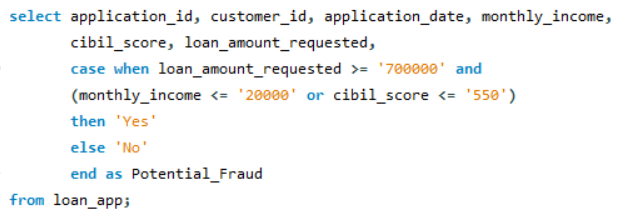 select application_id, customer_id, application_date, monthly_income,
cibil_score, loan_amount_requested,
case when loan_amount_requested >= '700000' and
(monthly_income <= '20000' or cibil_score <= '550')
then 'Yes'
else 'No'
end as Potential_Fraud
from loan_app;